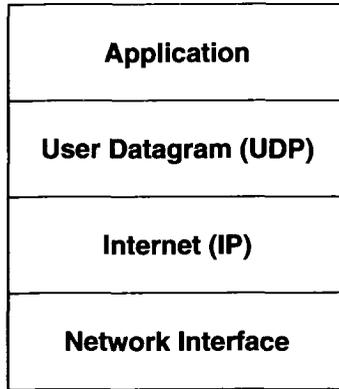 Application
User Datagram (UDP)
Internet (IP)
Network Interface